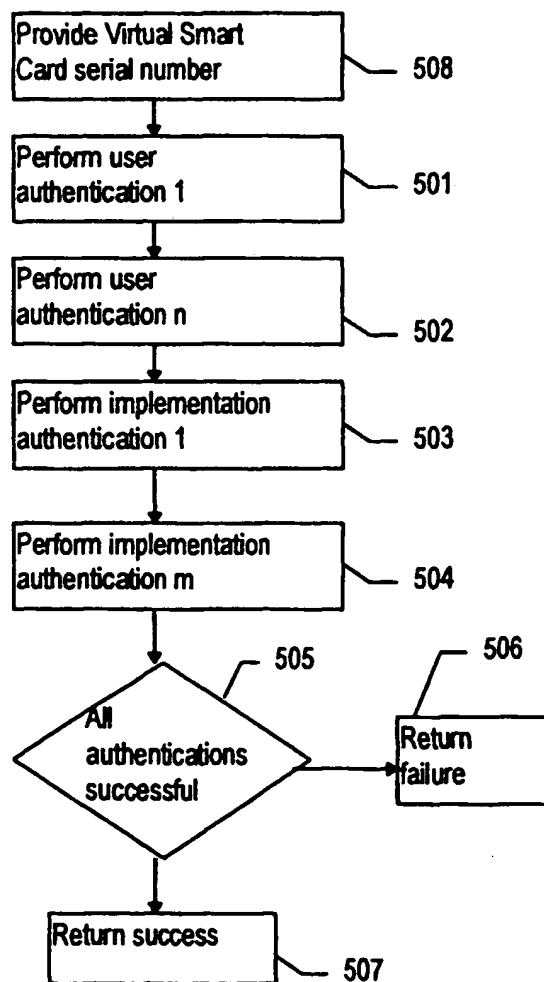 Provide Virtual Smart
Card serial number
508
Perform user
authentication 1
501
Perform user
authentication n
502
Perform implementation
authentication 1
503
Perform implementation
authentication m
504
505
All
authentications
successful
506
Return
failure
Return success
507